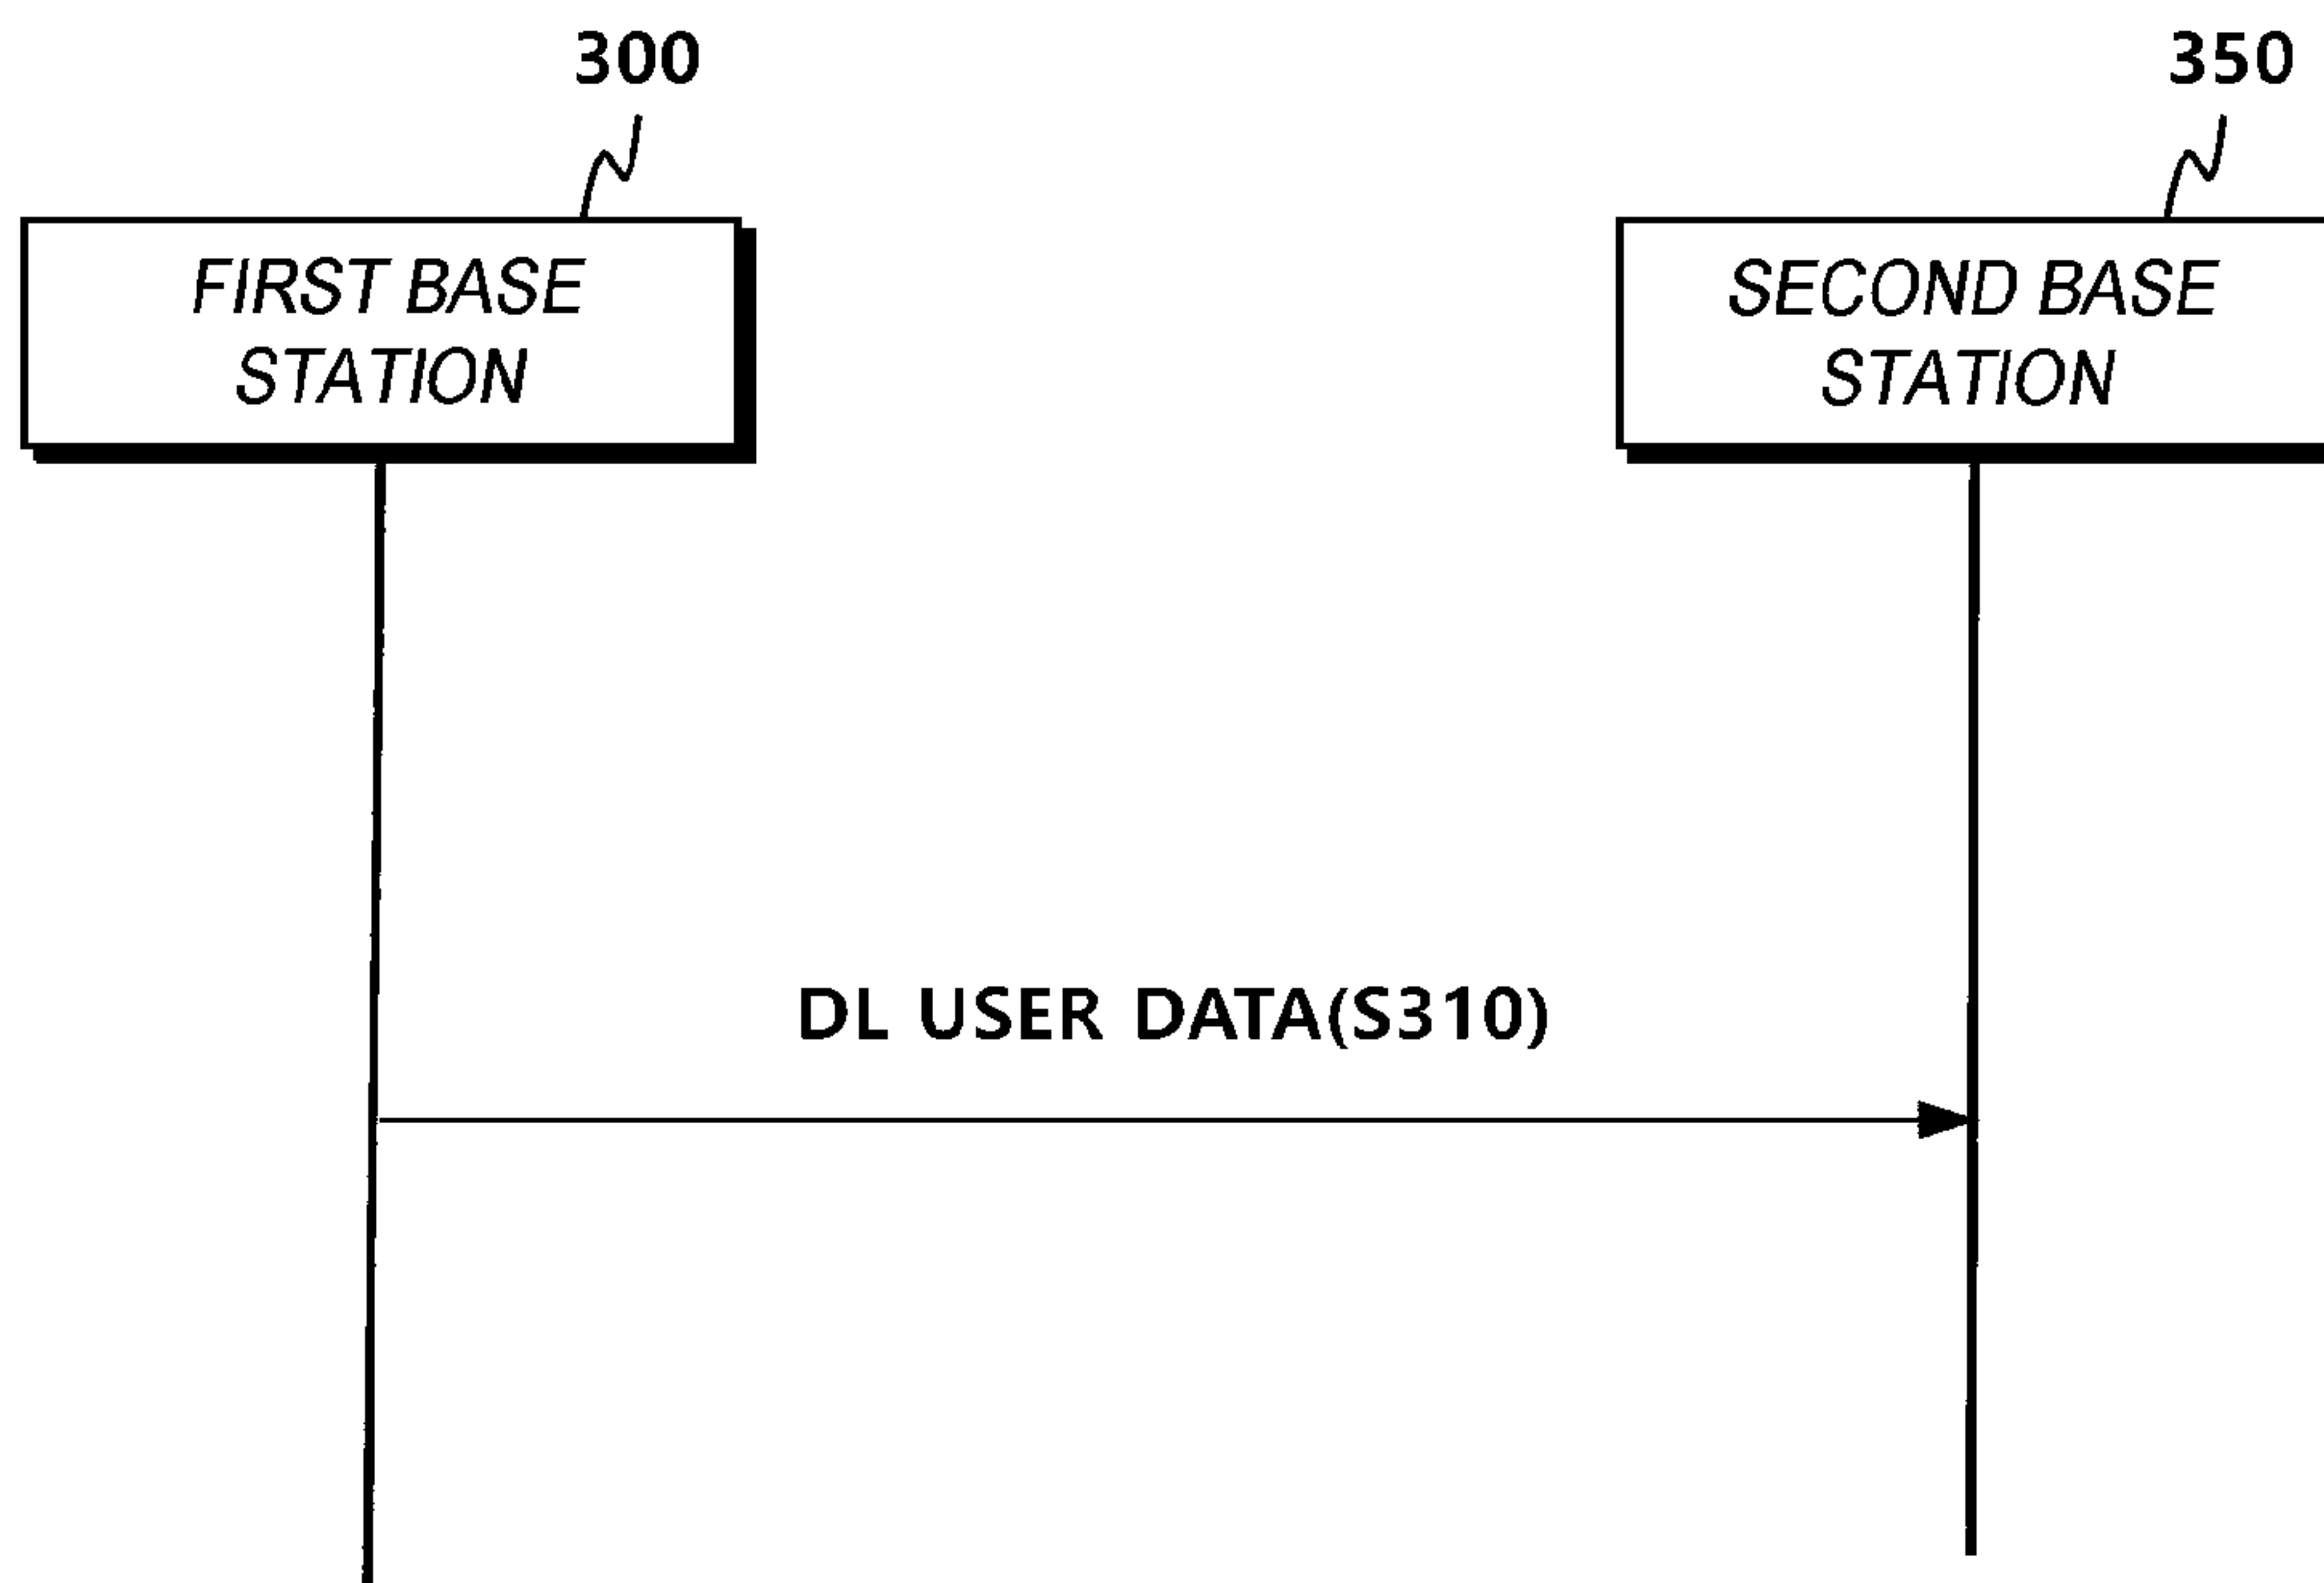 300
350
FIRST BASE
STATION
SECOND BASE
STATION
DL USER DATA(S310)